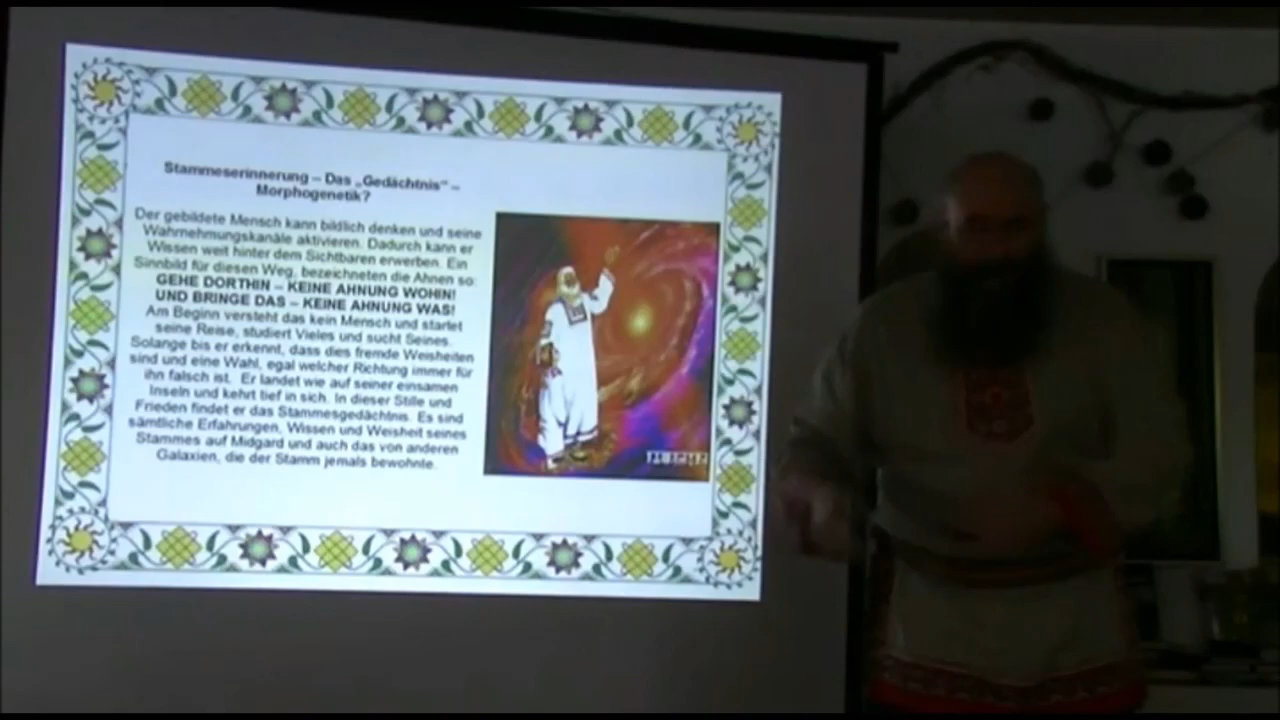 Stammeserinnerung – Das „Gedächtnis“ –
Morphogenetik?
Der gebildete Mensch kann bildlich denken und seine
Wahrnehmungskanäle aktivieren. Dadurch kann er
Wissen weit hinter dem Sichtbaren erwerben. Ein
Sinnbild für diesen Weg, bezeichneten die Ahnen so:
GEHE DORTHIN – KEINE AHNUNG WOHIN!
UND BRINGE DAS – KEINE AHNUNG WAS!
Am Beginn versteht das kein Mensch und startet
seine Reise, studiert Vieles und sucht Seines.
Solange bis er erkennt, dass dies fremde Weisheiten
sind und eine Wahl, egal welcher Richtung immer für
ihn falsch ist. Er landet wie auf seiner einsamen
Inseln und kehrt tief in sich. In dieser Stille und
Frieden findet er das Stammesgedächtnis. Es sind
sämtliche Erfahrungen, Wissen und Weisheit seines
Stammes auf Midgard und auch das von anderen
Galaxien, die der Stamm jemals bewohnte.